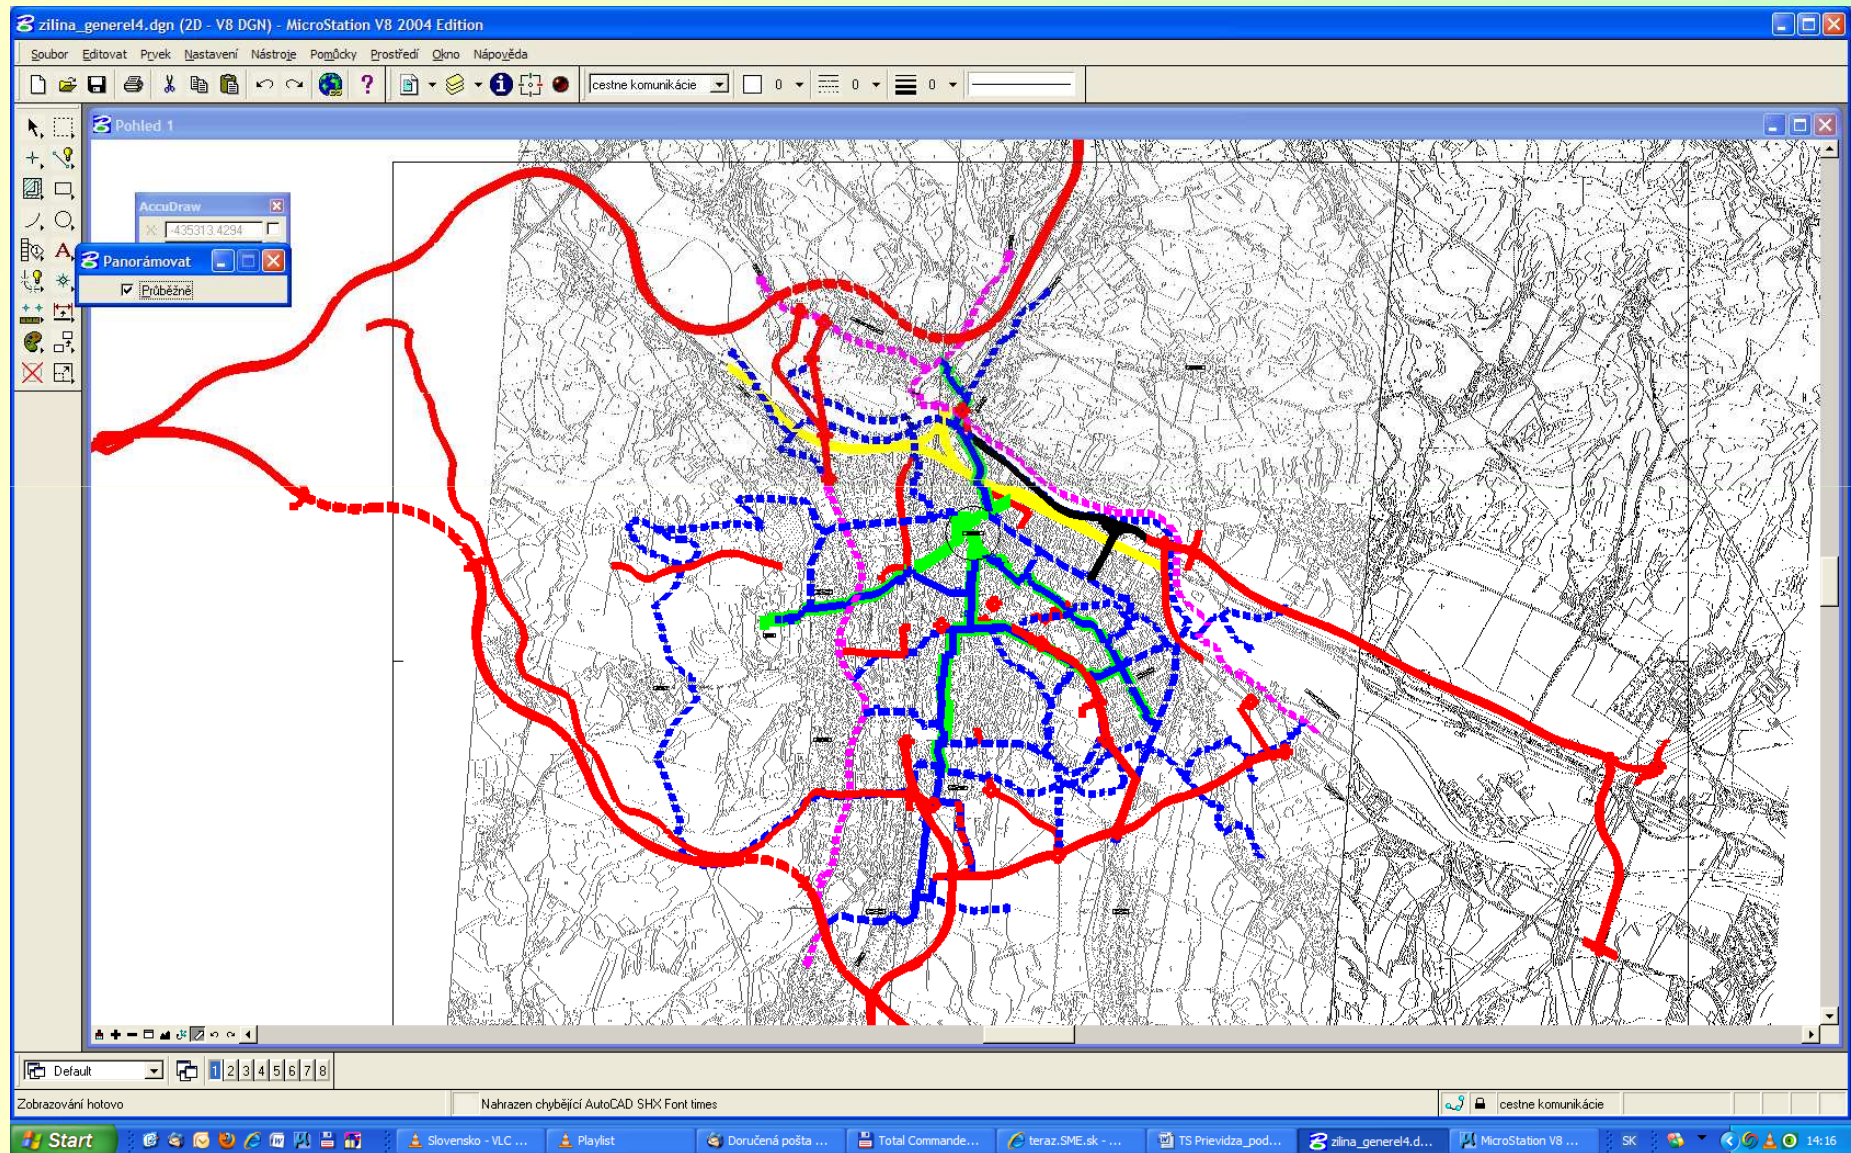 zilina_generel4.dgn (2D - V8 DGN) - MicroStation V8 2004 Edition
Soubor Editovat Prvek Nastavení Nástroje Pomůcky Prostředí Okno Nápověda
cestne komunikácie 0 0 0
Pohled 1
AccuDraw
X: -435313.4294
Panorámovat
Průběžně
Default 1 2 3 4 5 6 7 8
Zobrazování hotovo Nahrazen chybějící AutoCAD SHX Font times cestne komunikácie
Start Slovensko - VLC ... Playlist Doručená pošta ... Total Commande... teraz.SME.sk - ... TS Prievidza_pod... zilina_generel4.d... MicroStation V8 ... SK 14:16